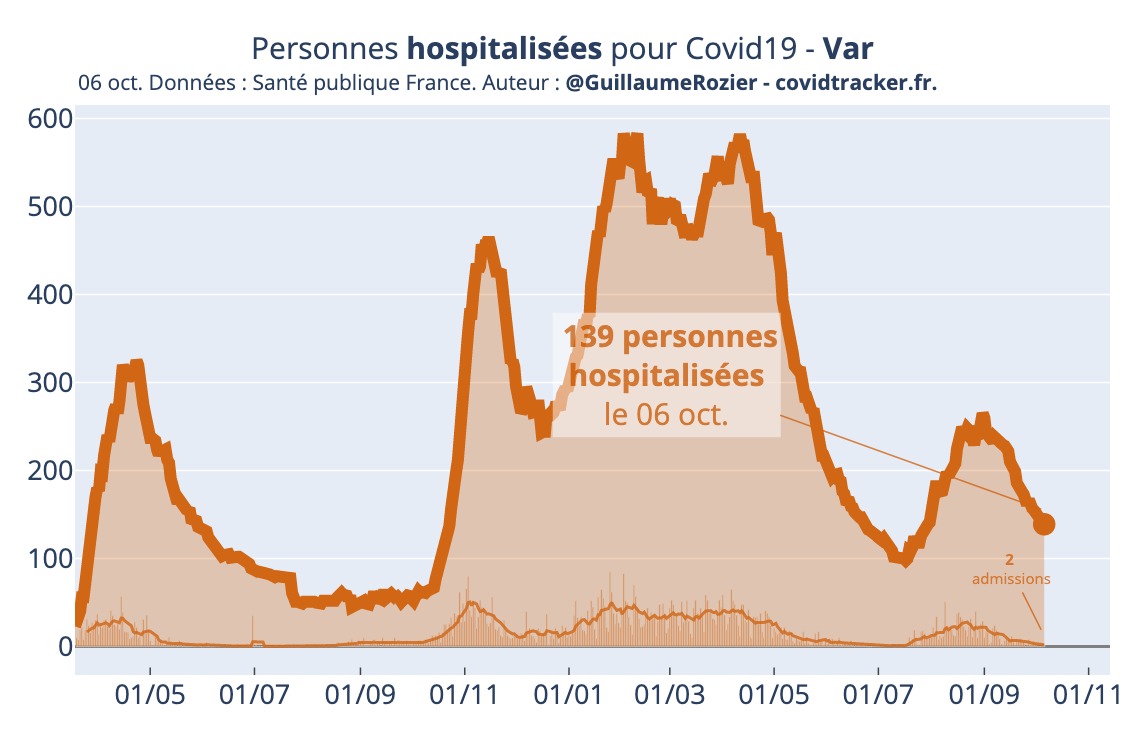 Personnes hospitalisées pour Covid19 - Var
06 oct. Données : Santé publique France. Auteur : @GuillaumeRozier - covidtracker.fr.
600
500
400
300
200
100
0
139 personnes
hospitalisées
le 06 oct.
2
admissions
01/05 01/07 01/09 01/11 01/01 01/03 01/05 01/07 01/09 01/11